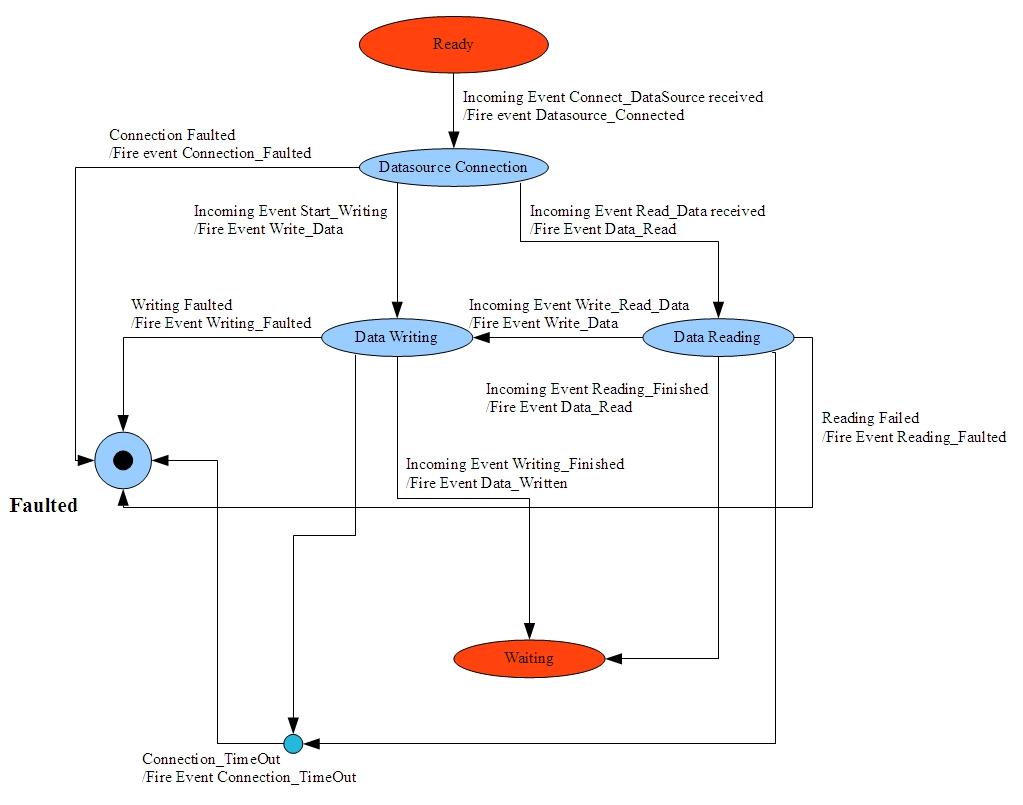 Ready
Incoming Event Connect_DataSource received
/Fire event Datasource_Connected
Connection Faulted
/Fire event Connection_Faulted
Datasource Connection
Incoming Event Start_Writing
/Fire Event Write_Data
Incoming Event Read_Data received
/Fire Event Data_Read
Writing Faulted
/Fire Event Writing_Faulted
Incoming Event Write_Read_Data
/Fire Event Write_Data
Data Writing
Data Reading
Incoming Event Reading_Finished
/Fire Event Data_Read
Reading Failed
/Fire Event Reading_Faulted
Incoming Event Writing_Finished
/Fire Event Data_Written
Faulted
Waiting
Connection_TimeOut
/Fire Event Connection_TimeOut